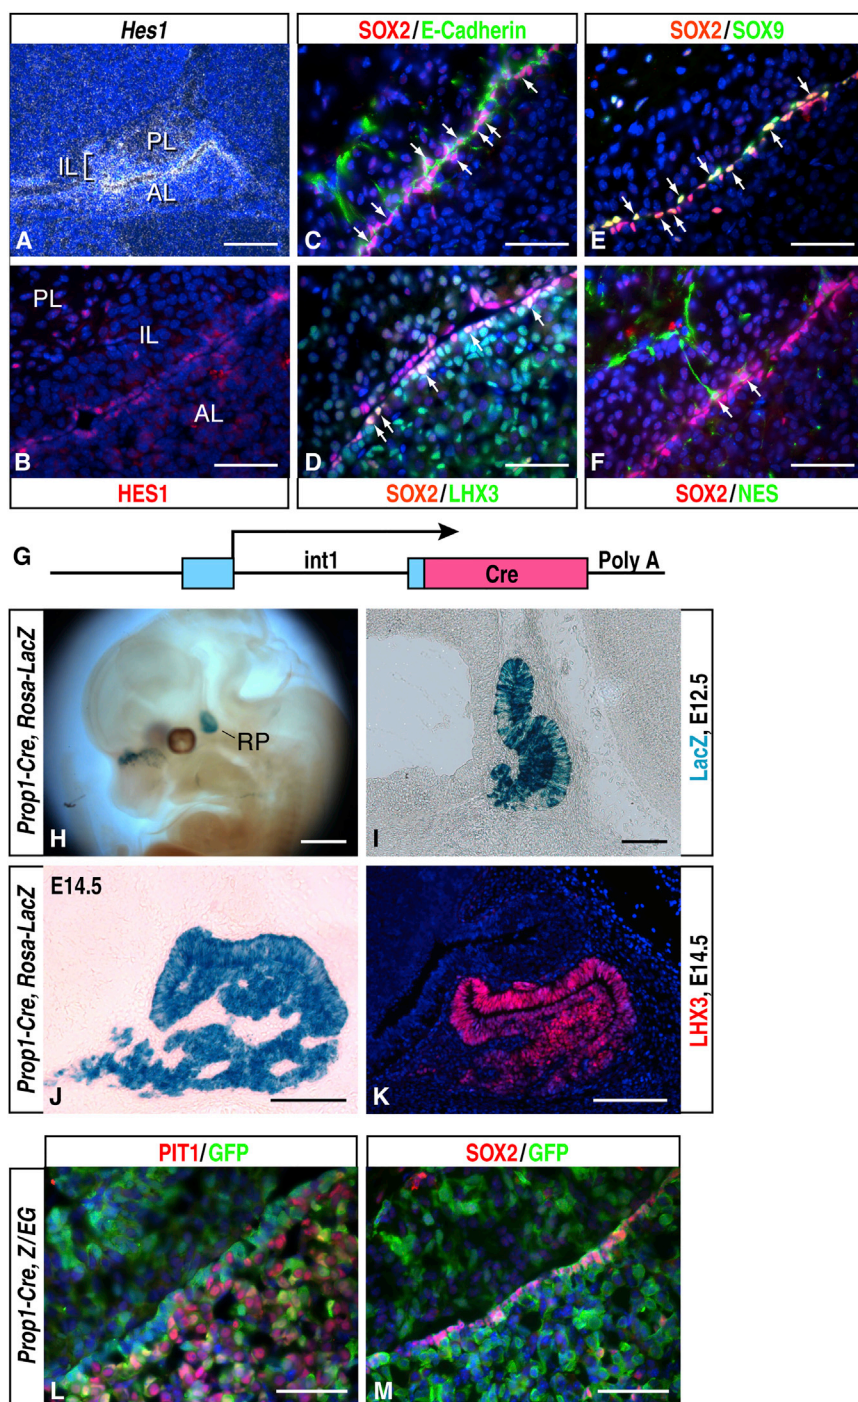 Hes1
SOX2/E-Cadherin
SOX2/SOX9
PL
IL
AL
A
C
E
PL
IL
AL
B
D
F
HES1
SOX2/LHX3
SOX2/NES
G
int1
Cre
Poly A
Prop1-Cre, Rosa-LacZ
RP
H
I
LacZ, E12.5
Prop1-Cre, Rosa-LacZ
E14.5
J
K
LHX3, E14.5
PIT1/GFP
SOX2/GFP
Prop1-Cre, Z/EG
L
M